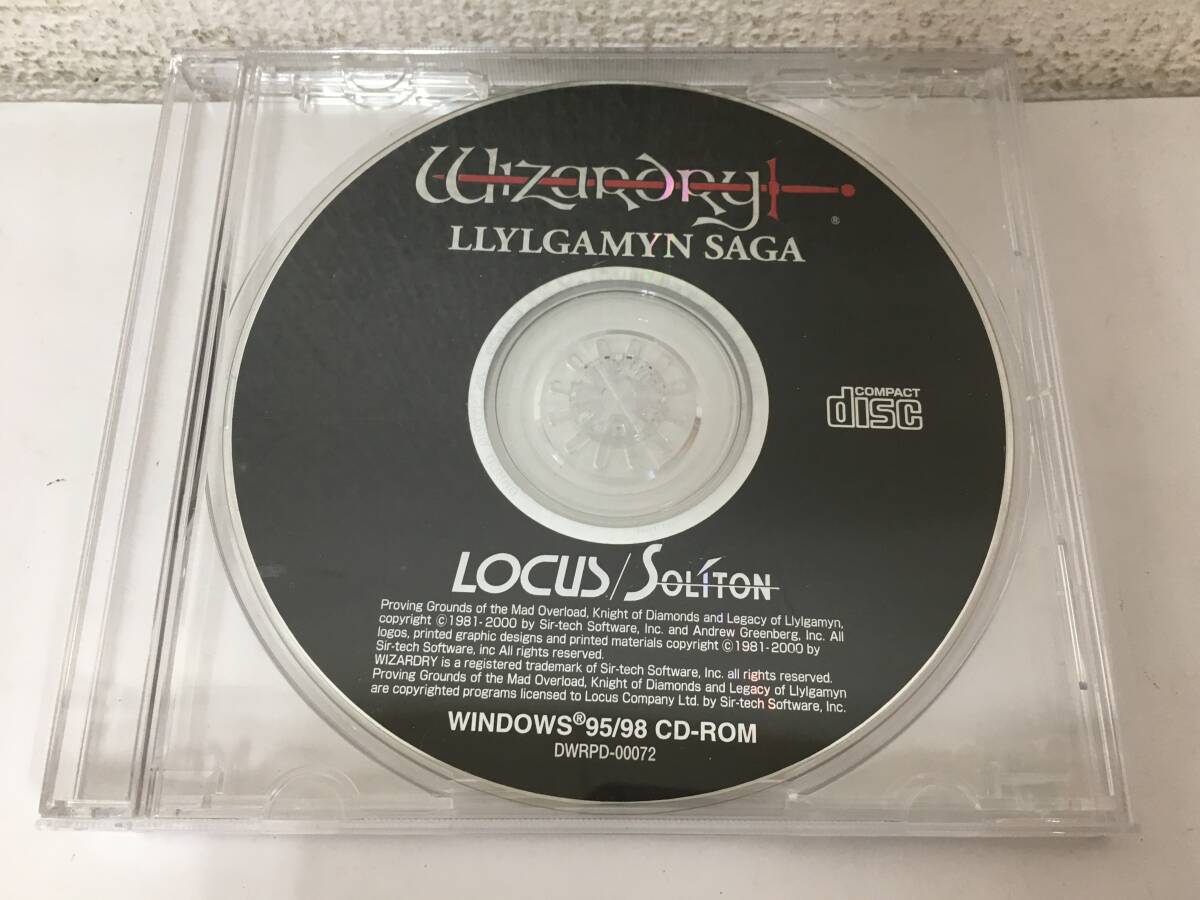 Wizardry
®
LLYLGAMYN SAGA
COMPACT
disc
LOCUS/SOLITON
Proving Grounds of the Mad Overload, Knight of Diamonds and Legacy of Llylgamyn,
copyright ©1981-2000 by Sir-tech Software, Inc. and Andrew Greenberg, Inc. All
logos, printed graphic designs and printed materials copyright ©1981-2000 by
Sir-tech Software, inc All rights reserved.
WIZARDRY is a registered trademark of Sir-tech Software, Inc. all rights reserved.
Proving Grounds of the Mad Overload, Knight of Diamonds and Legacy of Llylgamyn
are copyrighted programs licensed to Locus Company Ltd. by Sir-tech Software, Inc.
WINDOWS®95/98 CD-ROM
DWRPD-00072